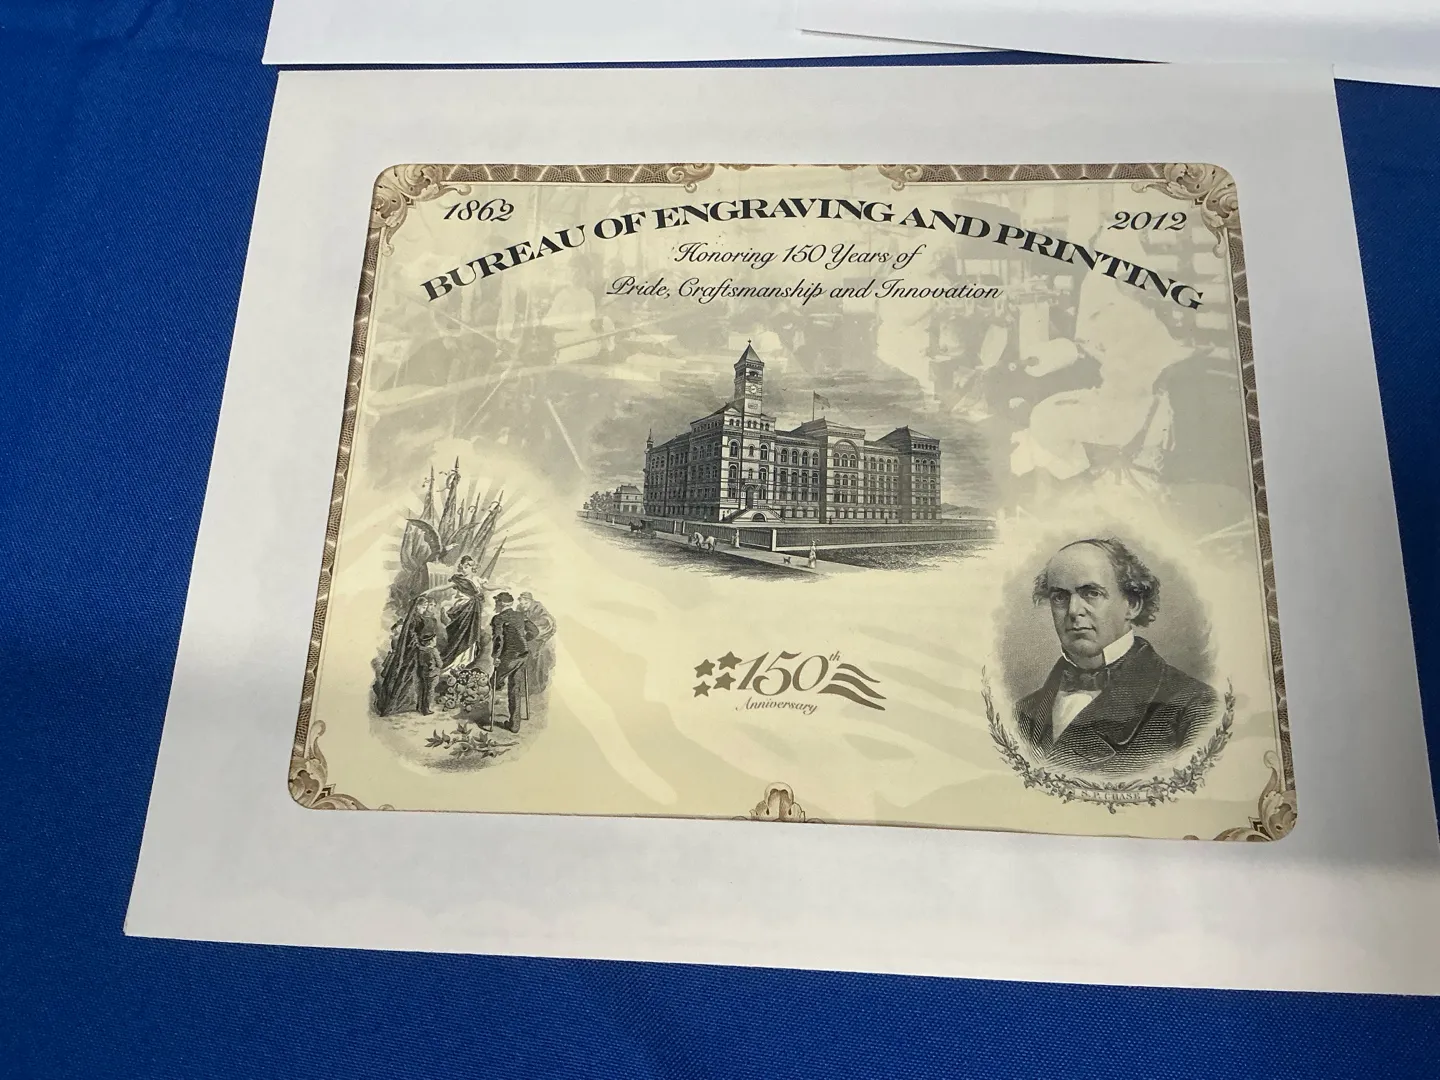 1862
2012
BUREAU OF ENGRAVING AND PRINTING
Honoring 150 Years of
Pride, Craftsmanship and Innovation
150th
Anniversary
S. P. CHASE